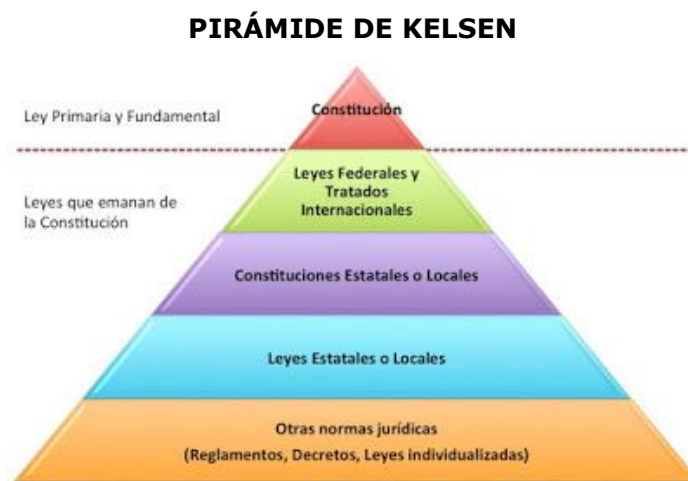 PIRÁMIDE DE KELSEN
Constitución
Ley Primaria y Fundamental
Leyes Federales y
Tratados
Internacionales
Leyes que emanan de
la Constitución
Constituciones Estatales o Locales
Leyes Estatales o Locales
Otras normas jurídicas
(Reglamentos, Decretos, Leyes individualizadas)